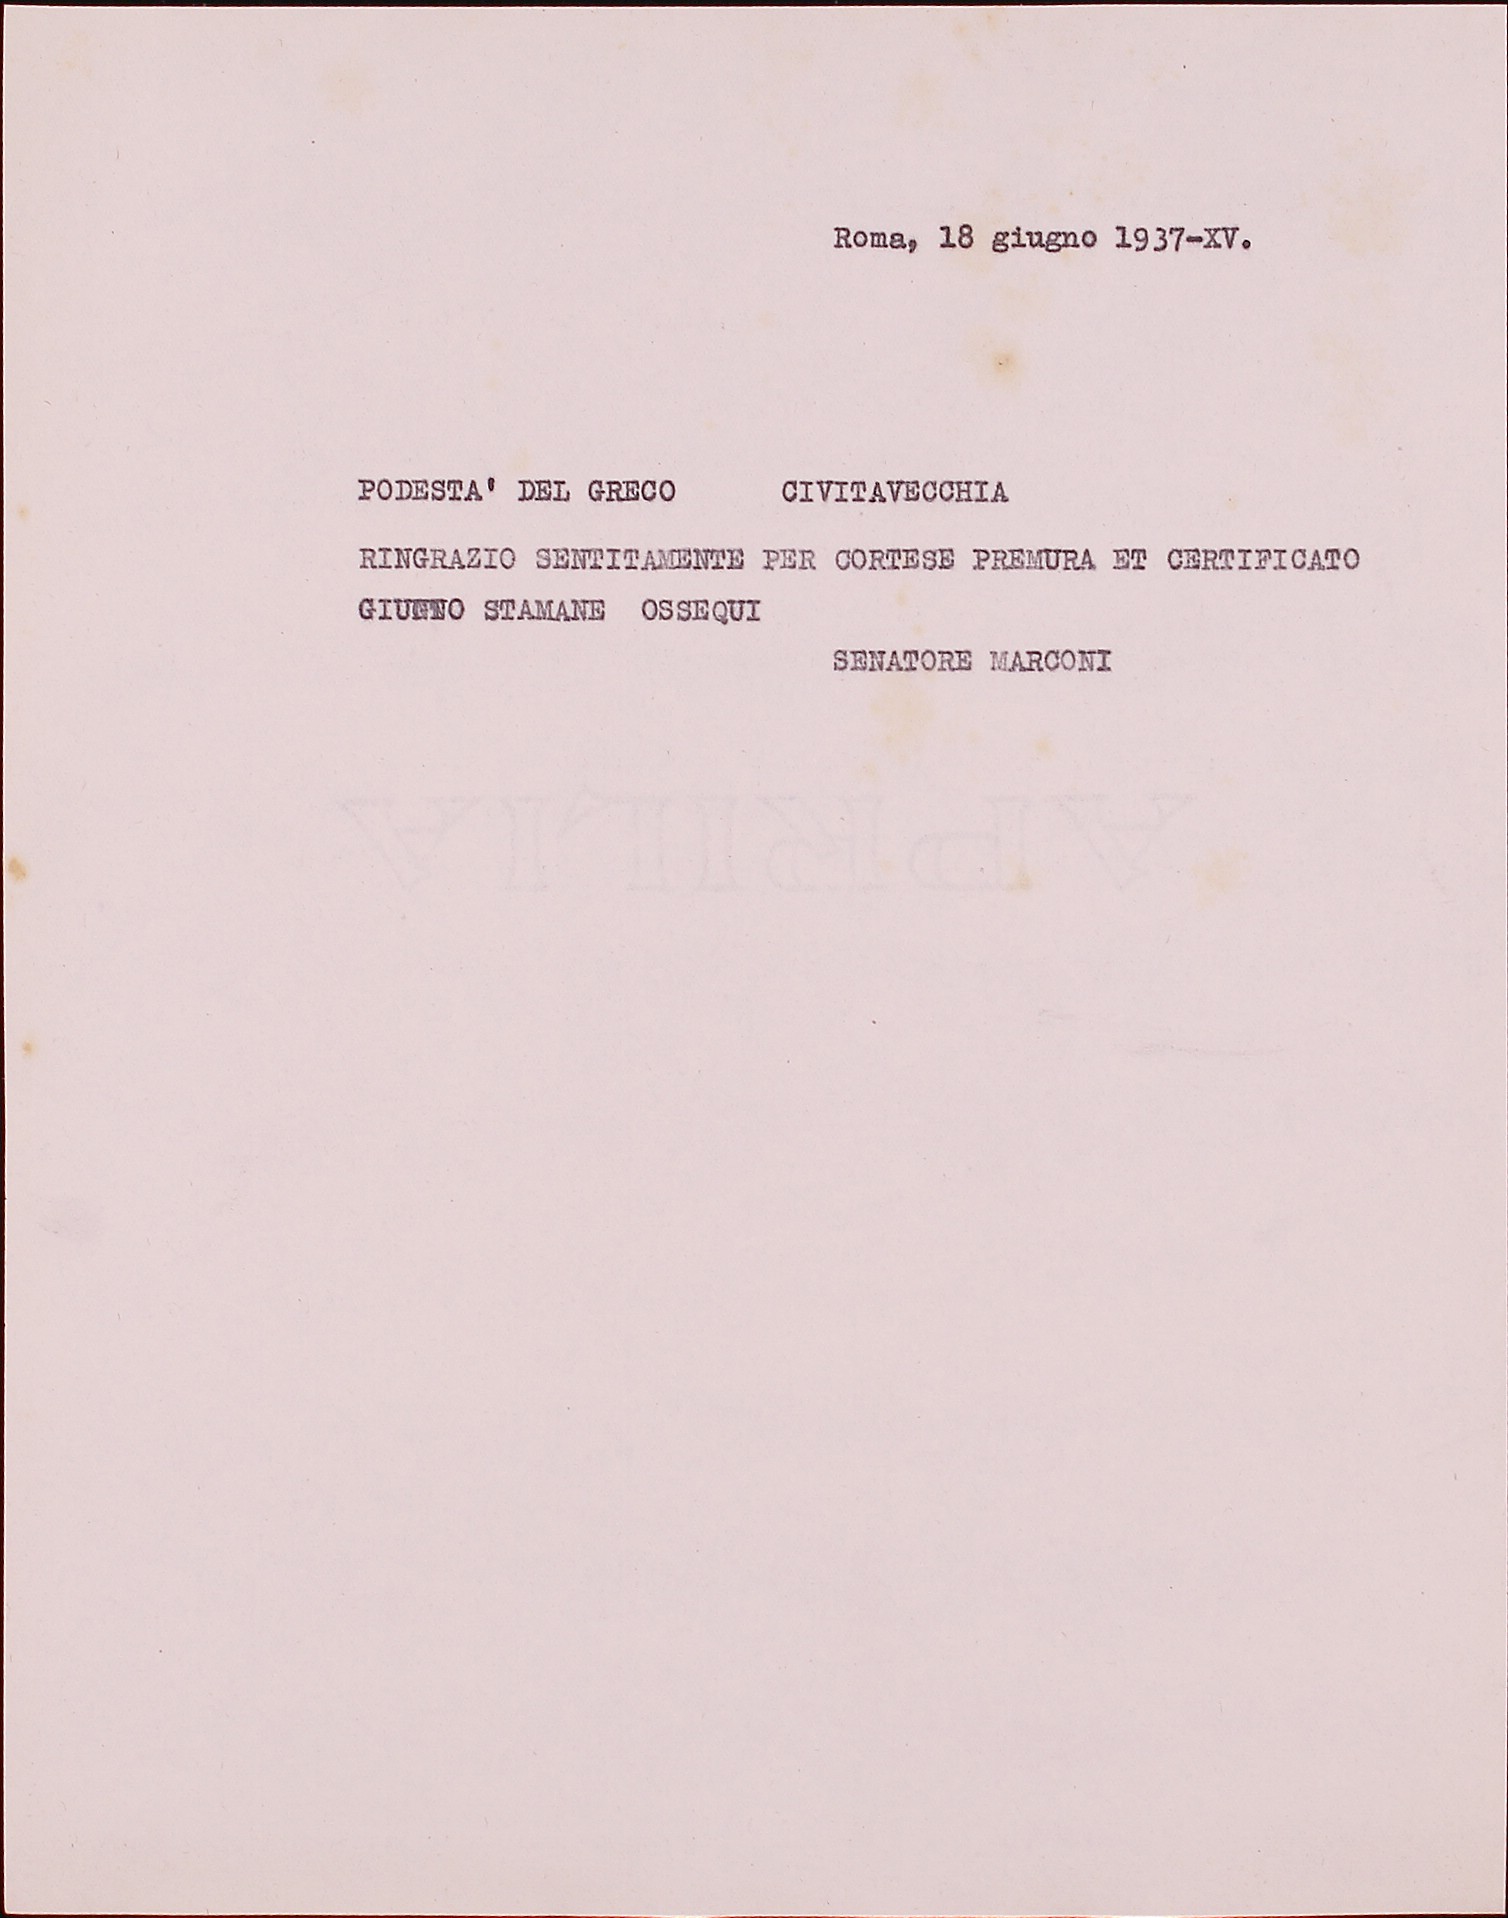 Roma, 18 giugno 1937-XV.
PODESTA' DEL GRECO CIVITAVECCHIA
RINGRAZIO SENTITAMENTE PER CORTESE PREMURA ET CERTIFICATO
STAMANE OSSEQUI
SENATORE MARCONI